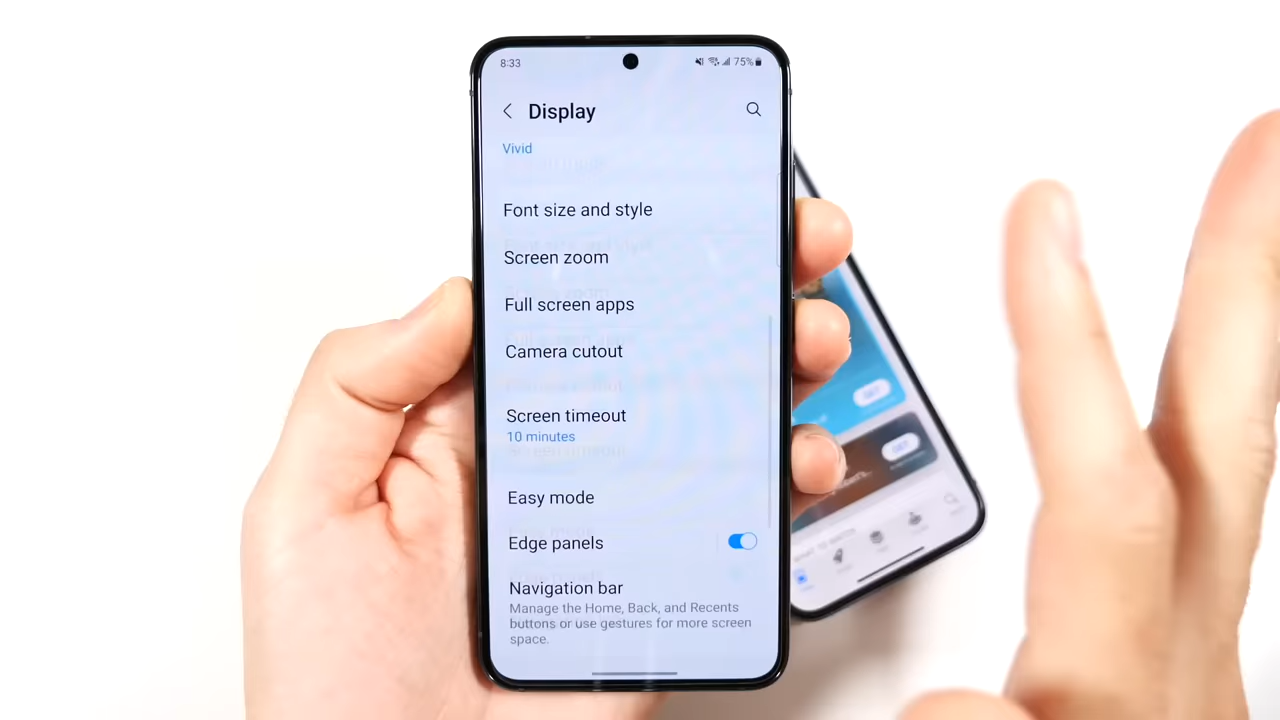 8:33
75%
Display
Vivid
Font size and style
Screen zoom
Full screen apps
Camera cutout
Screen timeout
10 minutes
Easy mode
Edge panels
Navigation bar
Manage the Home, Back, and Recents
buttons or use gestures for more screen
space.